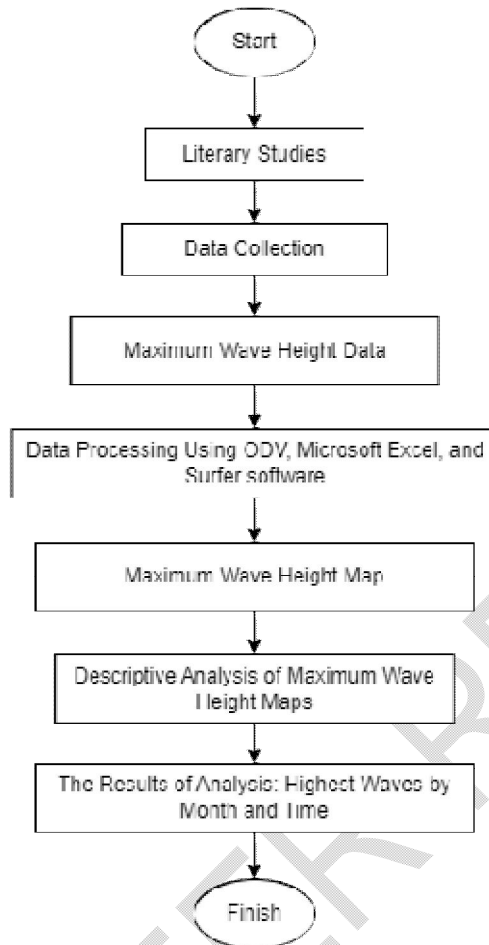 Start
Literary Studies
Data Collection
Maximum Wave Height Data
Data Processing Using ODV, Microsoft Excel, and
Surfer software
Maximum Wave Height Map
Descriptive Analysis of Maximum Wave
Height Maps
The Results of Analysis: Highest Waves by
Month and Time
Finish